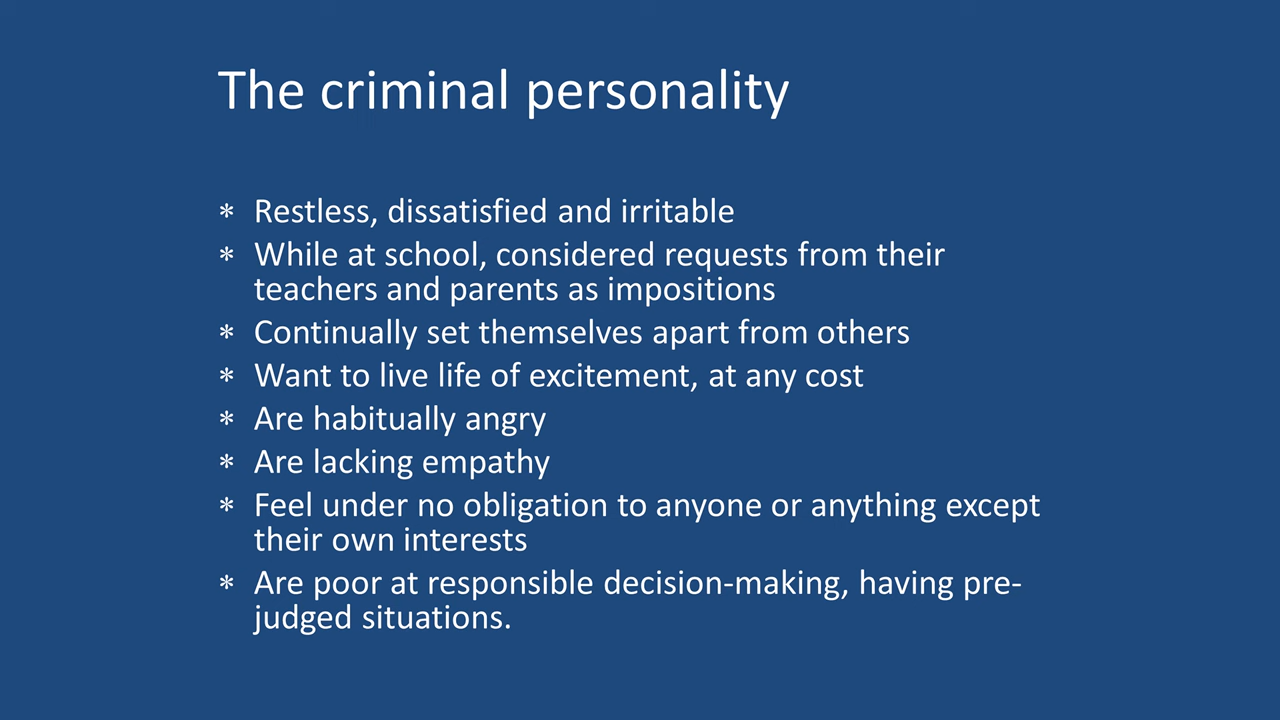 The criminal personality
* Restless, dissatisfied and irritable
* While at school, considered requests from their
teachers and parents as impositions
* Continually set themselves apart from others
* Want to live life of excitement, at any cost
* Are habitually angry
* Are lacking empathy
* Feel under no obligation to anyone or anything except
their own interests
* Are poor at responsible decision-making, having pre-
judged situations.